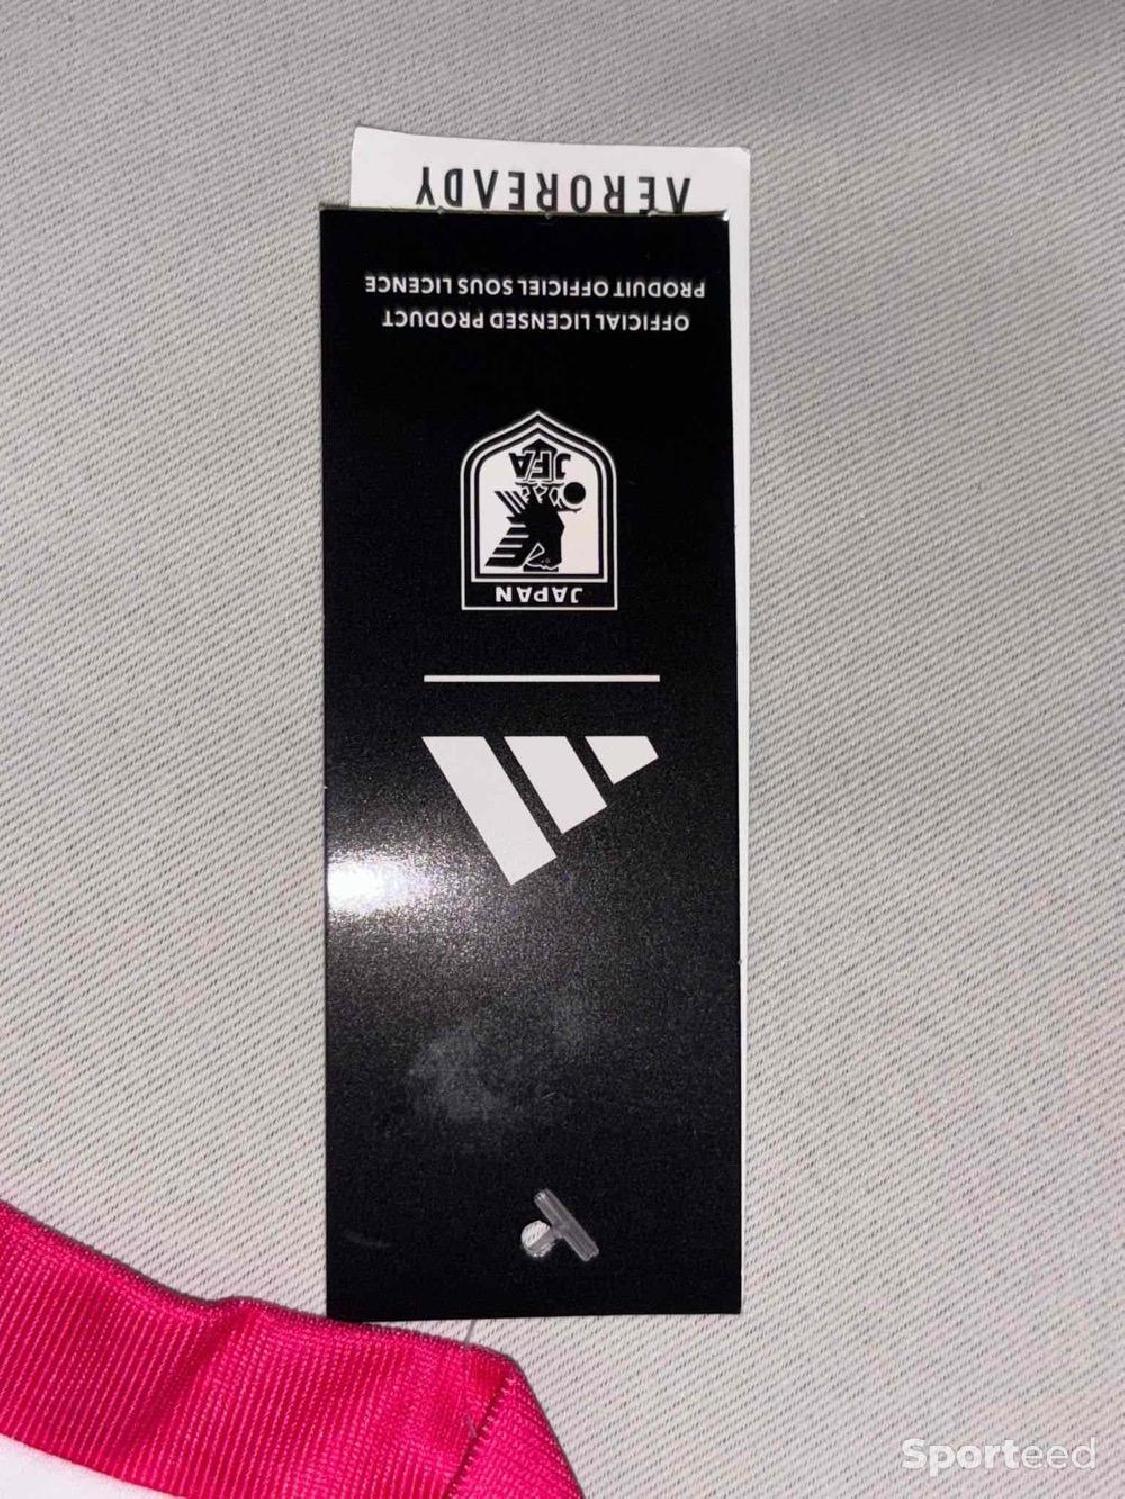 JAPAN
JFA
OFFICIAL LICENSED PRODUCT
PRODUIT OFFICIEL SOUS LICENCE
AEROREADY
Sporteed